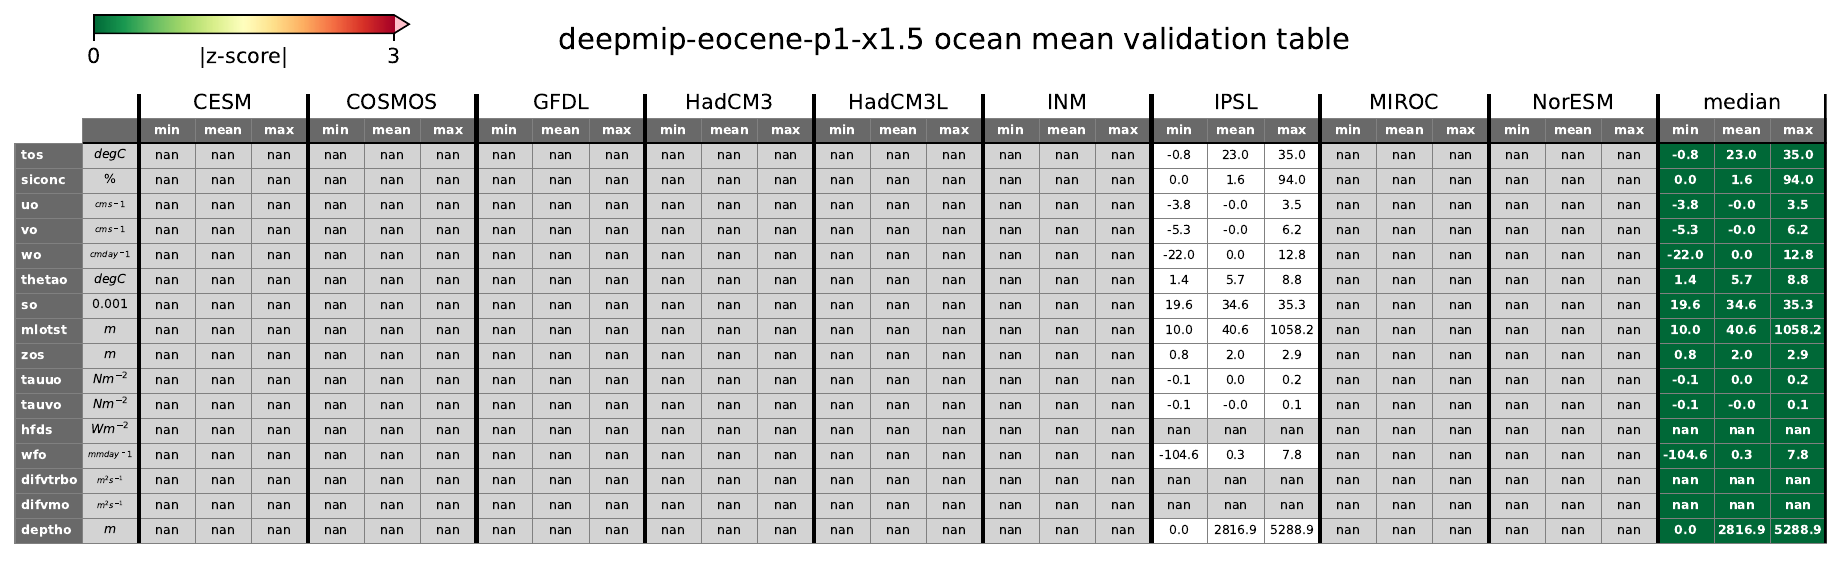 deepmip-eocene-p1-x1.5 ocean mean validation table
0 |z-score| 3
CESM COSMOS GFDL HadCM3 HadCM3L INM IPSL MIROC NorESM median
min mean max min mean max min mean max min mean max min mean max min mean max min mean max min mean max min mean max min mean max
tos degC nan nan nan nan nan nan nan nan nan nan nan nan nan nan nan nan nan nan -0.8 23.0 35.0 nan nan nan nan nan nan -0.8 23.0 35.0
siconc % nan nan nan nan nan nan nan nan nan nan nan nan nan nan nan nan nan nan 0.0 1.6 94.0 nan nan nan nan nan nan 0.0 1.6 94.0
uo cms−1 nan nan nan nan nan nan nan nan nan nan nan nan nan nan nan nan nan nan -3.8 -0.0 3.5 nan nan nan nan nan nan -3.8 -0.0 3.5
vo cms−1 nan nan nan nan nan nan nan nan nan nan nan nan nan nan nan nan nan nan -5.3 -0.0 6.2 nan nan nan nan nan nan -5.3 -0.0 6.2
wo cmday−1 nan nan nan nan nan nan nan nan nan nan nan nan nan nan nan nan nan nan -22.0 0.0 12.8 nan nan nan nan nan nan -22.0 0.0 12.8
thetao degC nan nan nan nan nan nan nan nan nan nan nan nan nan nan nan nan nan nan 1.4 5.7 8.8 nan nan nan nan nan nan 1.4 5.7 8.8
so 0.001 nan nan nan nan nan nan nan nan nan nan nan nan nan nan nan nan nan nan 19.6 34.6 35.3 nan nan nan nan nan nan 19.6 34.6 35.3
mlotst m nan nan nan nan nan nan nan nan nan nan nan nan nan nan nan nan nan nan 10.0 40.6 1058.2 nan nan nan nan nan nan 10.0 40.6 1058.2
zos m nan nan nan nan nan nan nan nan nan nan nan nan nan nan nan nan nan nan 0.8 2.0 2.9 nan nan nan nan nan nan 0.8 2.0 2.9
tauuo Nm⁻² nan nan nan nan nan nan nan nan nan nan nan nan nan nan nan nan nan nan -0.1 0.0 0.2 nan nan nan nan nan nan -0.1 0.0 0.2
tauvo Nm⁻² nan nan nan nan nan nan nan nan nan nan nan nan nan nan nan nan nan nan -0.1 -0.0 0.1 nan nan nan nan nan nan -0.1 -0.0 0.1
hfds Wm⁻² nan nan nan nan nan nan nan nan nan nan nan nan nan nan nan nan nan nan nan nan nan nan nan nan nan nan nan nan nan nan
wfo mmday−1 nan nan nan nan nan nan nan nan nan nan nan nan nan nan nan nan nan nan -104.6 0.3 7.8 nan nan nan nan nan nan -104.6 0.3 7.8
difvtrbo m²s⁻¹ nan nan nan nan nan nan nan nan nan nan nan nan nan nan nan nan nan nan nan nan nan nan nan nan nan nan nan nan nan nan
difvmo m²s⁻¹ nan nan nan nan nan nan nan nan nan nan nan nan nan nan nan nan nan nan nan nan nan nan nan nan nan nan nan nan nan nan
deptho m nan nan nan nan nan nan nan nan nan nan nan nan nan nan nan nan nan nan 0.0 2816.9 5288.9 nan nan nan nan nan nan 0.0 2816.9 5288.9